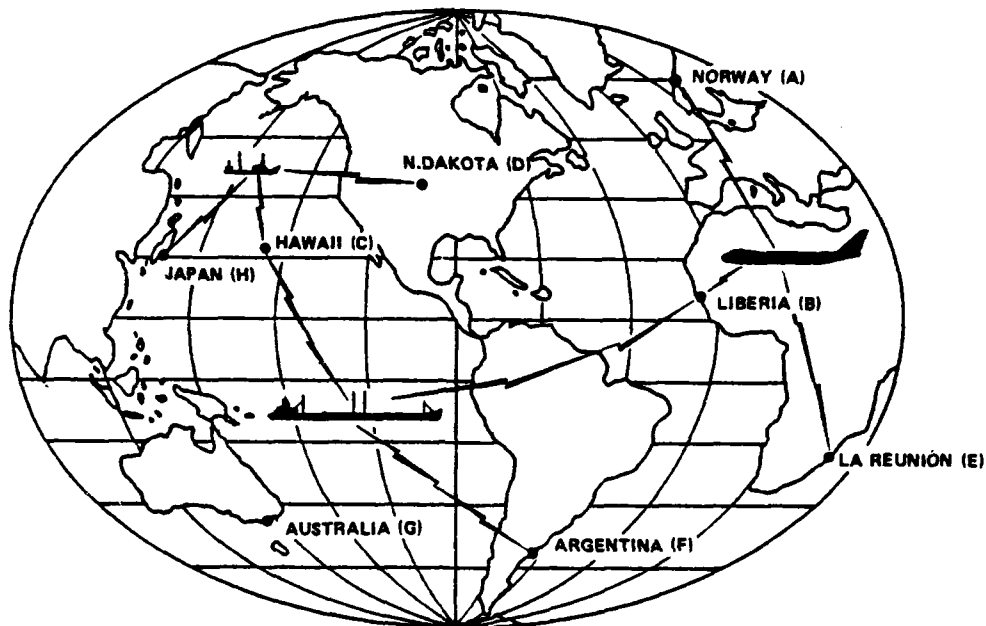 NORWAY (A)
N.DAKOTA (D)
HAWAII (C)
JAPAN (H)
LIBERIA (B)
LA REUNIÓN (E)
AUSTRALIA (G)
ARGENTINA (F)